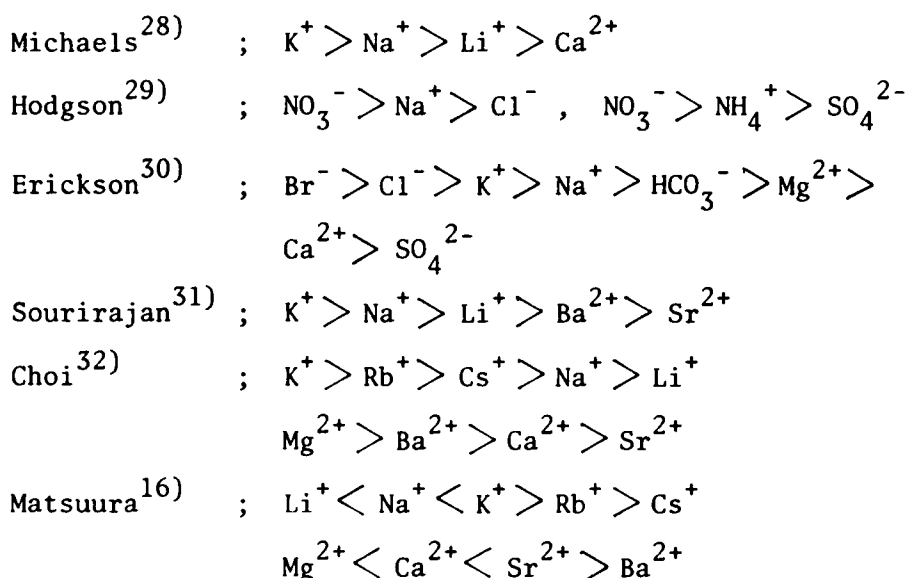 Michaels²⁸⁾ ; K⁺ > Na⁺ > Li⁺ > Ca²⁺
Hodgson²⁹⁾ ; NO₃⁻ > Na⁺ > Cl⁻ , NO₃⁻ > NH₄⁺ > SO₄²⁻
Erickson³⁰⁾ ; Br⁻ > Cl⁻ > K⁺ > Na⁺ > HCO₃⁻ > Mg²⁺ >
Ca²⁺ > SO₄²⁻
Sourirajan³¹⁾ ; K⁺ > Na⁺ > Li⁺ > Ba²⁺ > Sr²⁺
Choi³²⁾ ; K⁺ > Rb⁺ > Cs⁺ > Na⁺ > Li⁺
Mg²⁺ > Ba²⁺ > Ca²⁺ > Sr²⁺
Matsuura¹⁶⁾ ; Li⁺ < Na⁺ < K⁺ > Rb⁺ > Cs⁺
Mg²⁺ < Ca²⁺ < Sr²⁺ > Ba²⁺